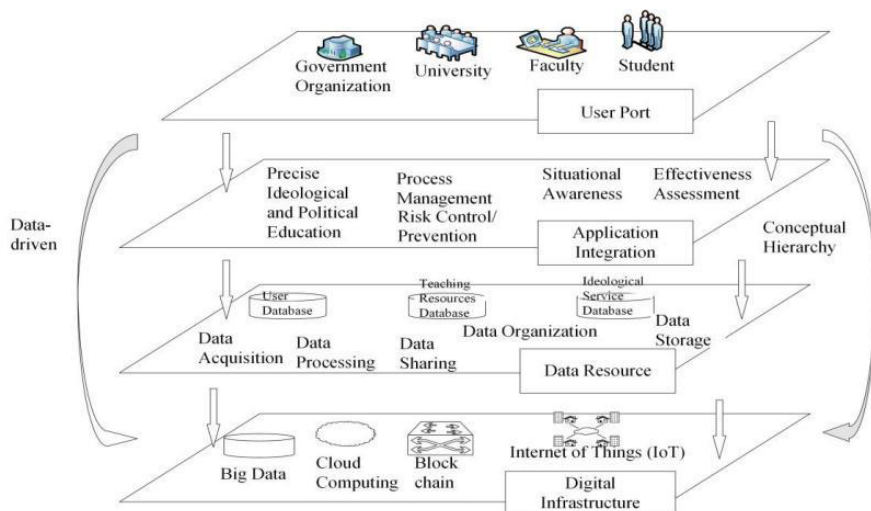 Government
Organization
University
Faculty
Student
User Port
Data-
driven
Precise
Ideological
and Political
Education
Process
Management
Risk Control/
Prevention
Situational
Awareness
Effectiveness
Assessment
Application
Integration
Conceptual
Hierarchy
User
Database
Teaching
Resources
Database
Ideological
Service
Database
Data
Acquisition
Data
Processing
Data
Sharing
Data Organization
Data
Storage
Data Resource
Big Data
Cloud
Computing
Block
chain
Internet of Things (IoT)
Digital
Infrastructure